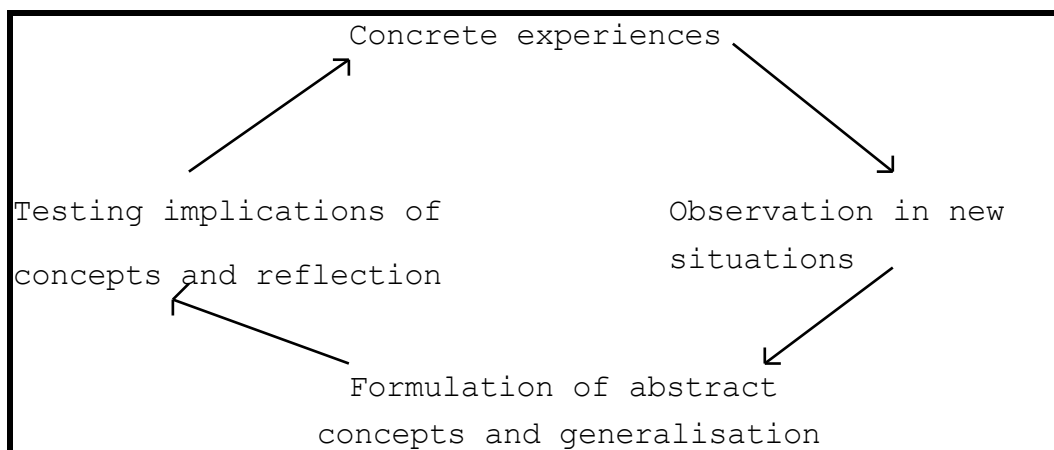 Concrete experiences
Testing implications of
concepts and reflection
Observation in new
situations
Formulation of abstract
concepts and generalisation